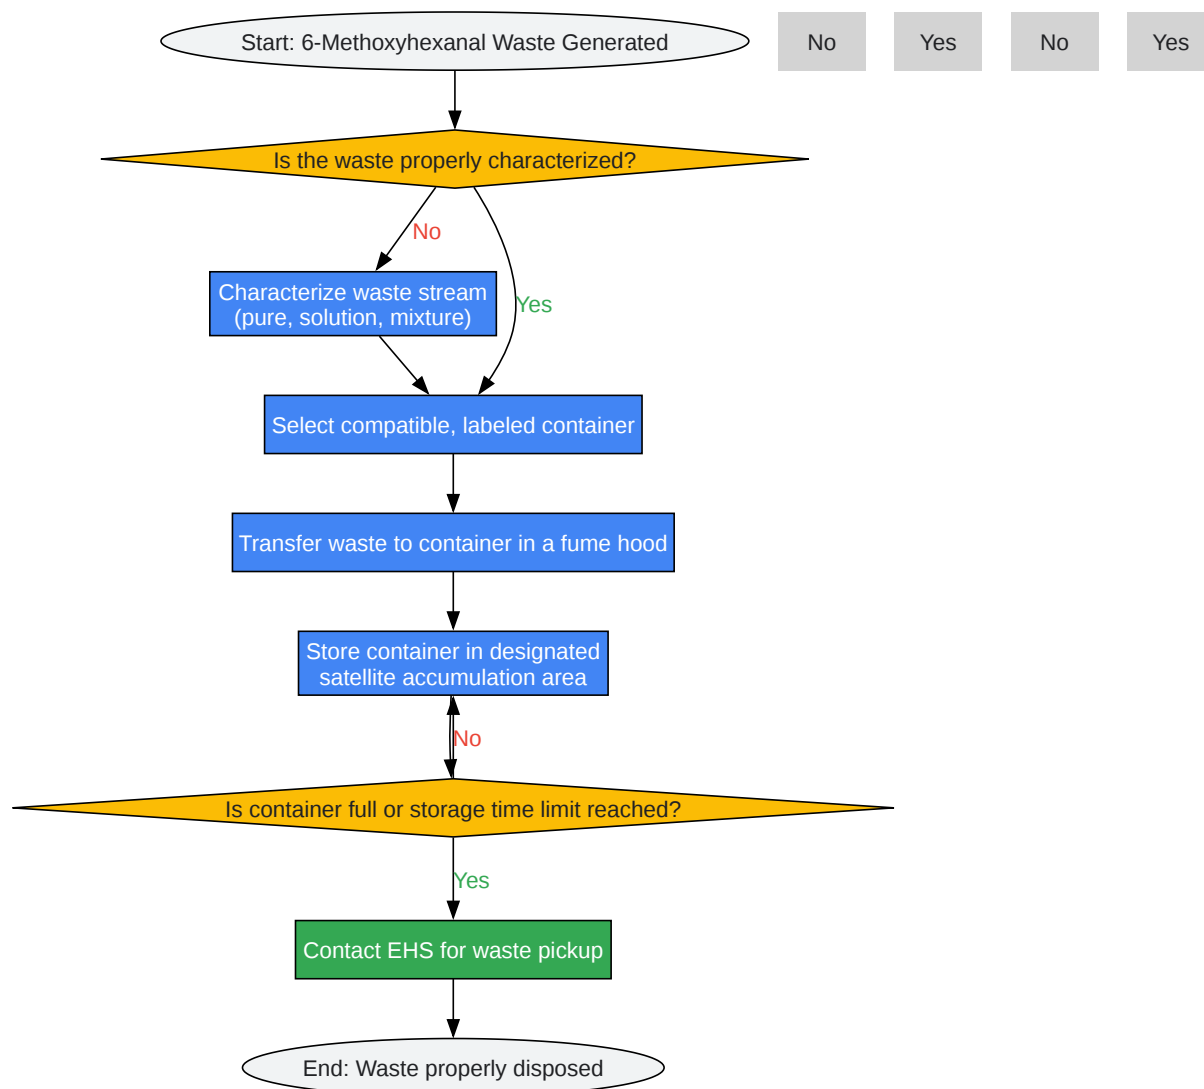 Start: 6-Methoxyhexanal Waste Generated
No
Yes
No
Yes
Is the waste properly characterized?
No
Characterize waste stream
(pure, solution, mixture)
Yes
Select compatible, labeled container
Transfer waste to container in a fume hood
Store container in designated
satellite accumulation area
No
Is container full or storage time limit reached?
Yes
Contact EHS for waste pickup
End: Waste properly disposed